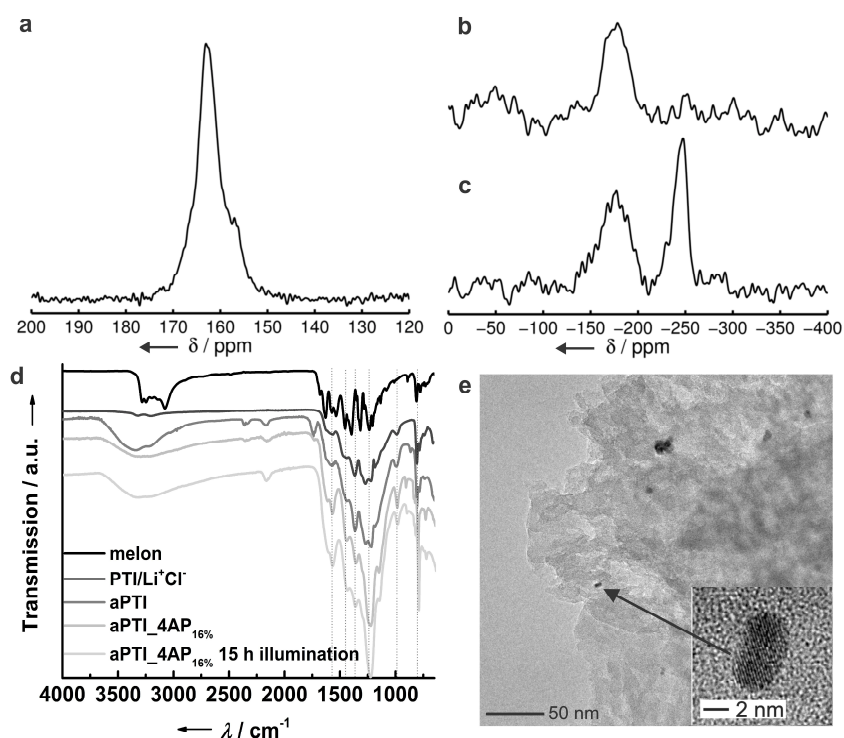 a
200 190 180 170 160 150 140 130 120
δ / ppm
b
c
0 −50 −100 −150 −200 −250 −300 −350 −400
δ / ppm
d
Transmission / a.u.
melon
PTI/Li⁺Cl⁻
aPTI
aPTI_4AP₁₆%
aPTI_4AP₁₆% 15 h illumination
4000 3500 3000 2500 2000 1500 1000
λ / cm⁻¹
e
50 nm
2 nm